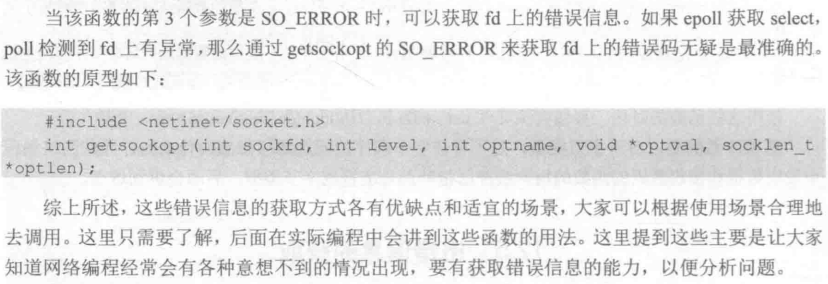 当该函数的第 3 个参数是 SO_ERROR 时，可以获取 fd 上的错误信息。如果 epoll 获取 select，
poll 检测到 fd 上有异常，那么通过 getsockopt 的 SO_ERROR 来获取 fd 上的错误码无疑是最准确的。
该函数的原型如下：
#include <netinet/socket.h>
int getsockopt(int sockfd, int level, int optname, void *optval, socklen_t
*optlen);
综上所述，这些错误信息的获取方式各有优缺点和适宜的场景，大家可以根据使用场景合理地
去调用。这里只需要了解，后面在实际编程中会讲到这些函数的用法。这里提到这些主要是让大家
知道网络编程经常会有各种意想不到的情况出现，要有获取错误信息的能力，以便分析问题。